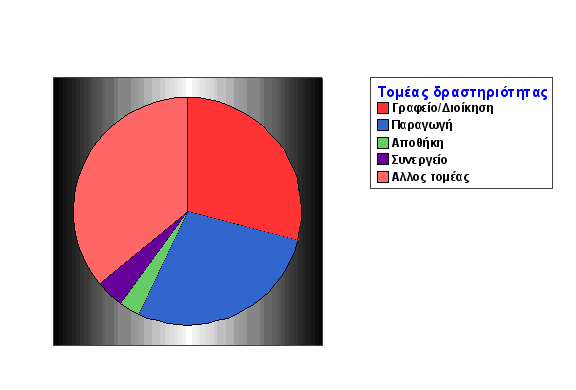 Τομέας δραστηριότητας
Γραφείο/Διοίκηση
Παραγωγή
Αποθήκη
Συνεργείο
Αλλος τομέας